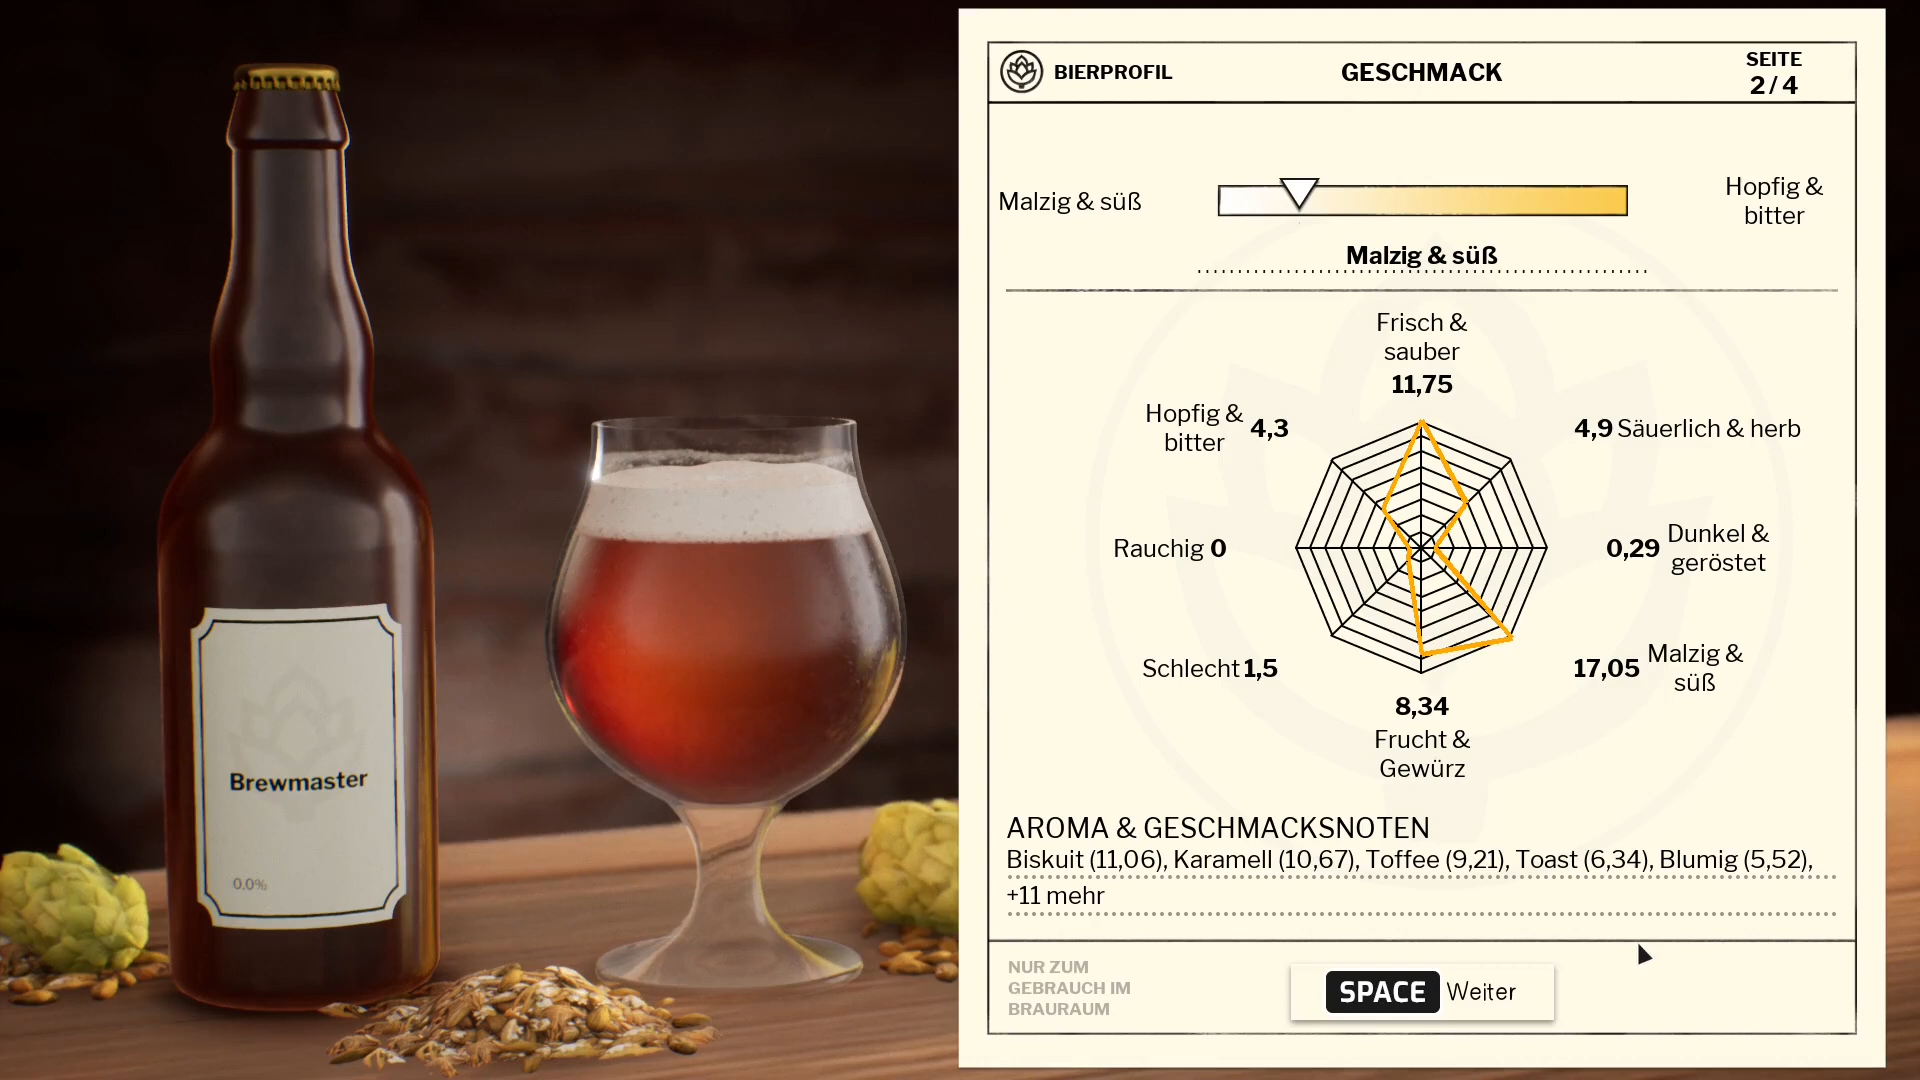 BIERPROFIL
GESCHMACK
SEITE
2 / 4
Malzig & süß
Hopfig &
bitter
Malzig & süß
Frisch &
sauber
11,75
Hopfig &
bitter
4,3
4,9 Säuerlich & herb
Rauchig 0
0,29
Dunkel &
geröstet
Schlecht 1,5
17,05
Malzig &
süß
8,34
Frucht &
Gewürz
AROMA & GESCHMACKSNOTEN
Biskuit (11,06), Karamell (10,67), Toffee (9,21), Toast (6,34), Blumig (5,52),
+11 mehr
NUR ZUM
GEBRAUCH IM
BRAURAUM
SPACE Weiter
Brewmaster
0.0%